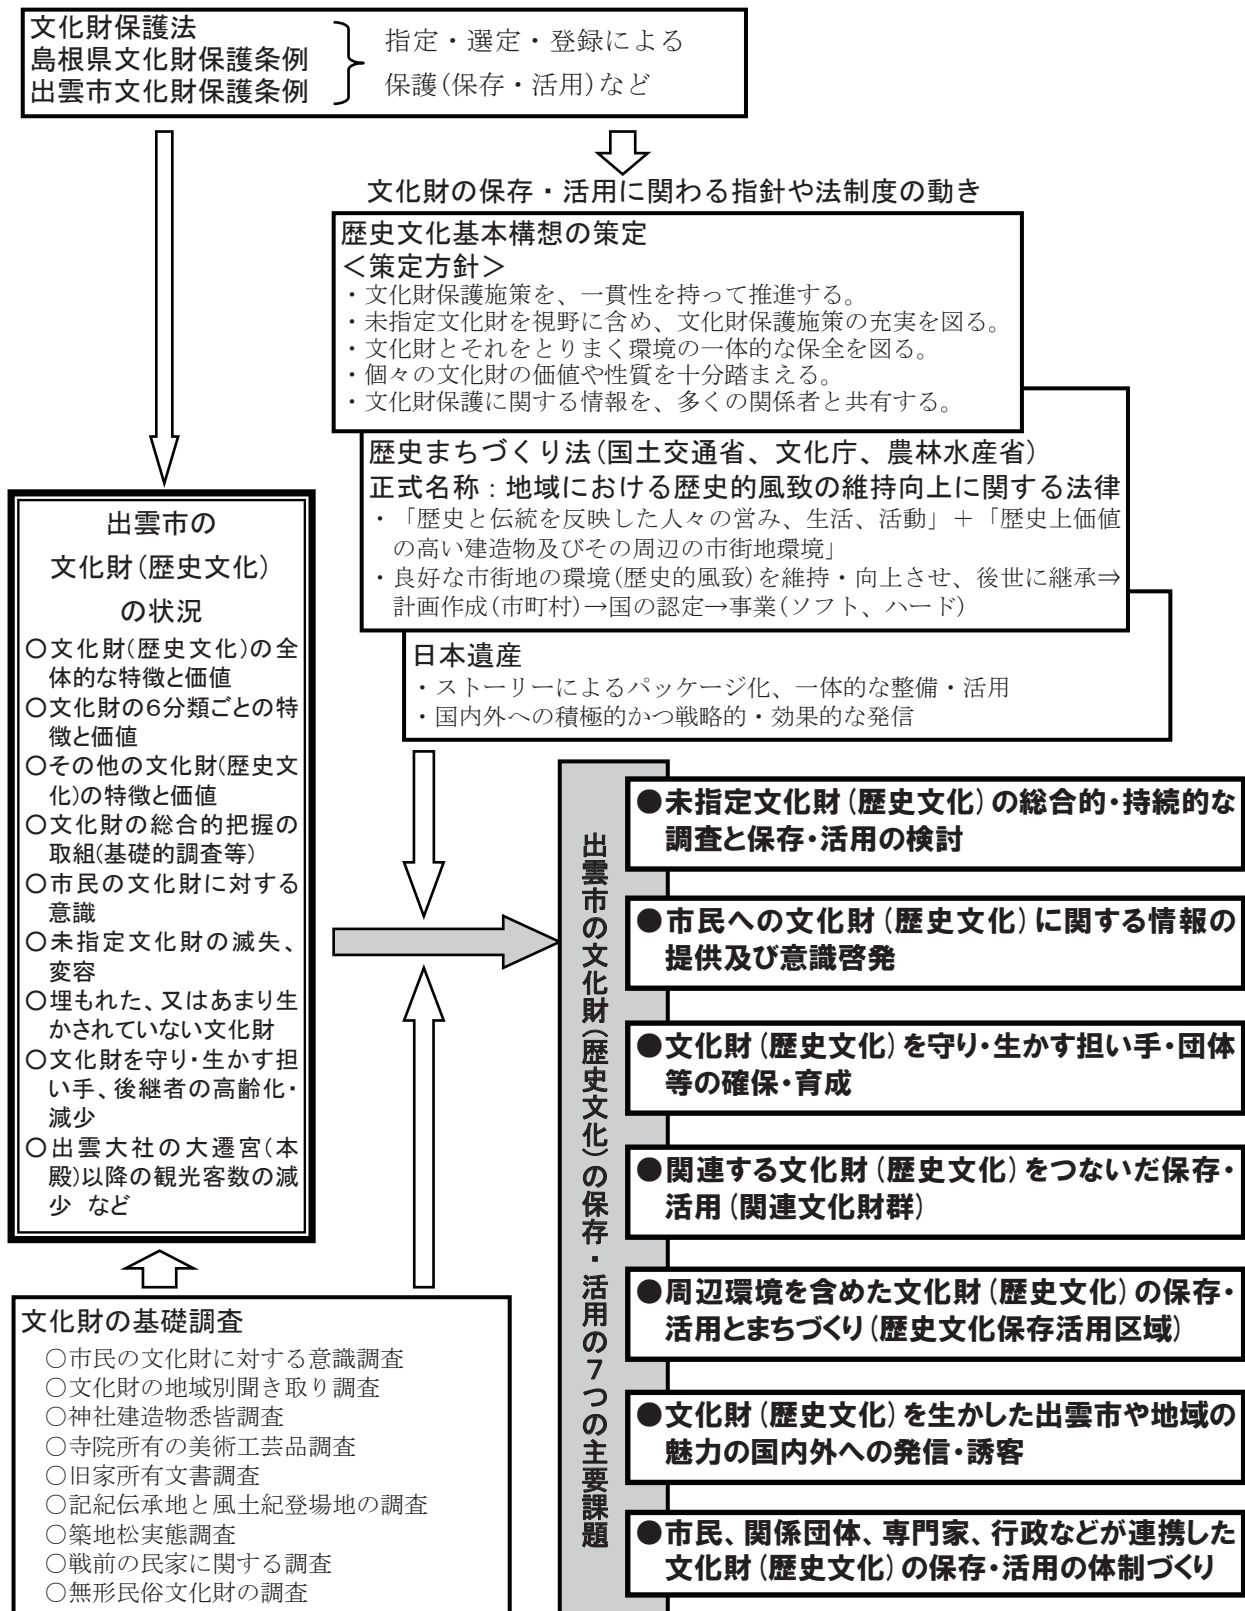 文化財保護法
島根県文化財保護条例
出雲市文化財保護条例
指定・選定・登録による
保護(保存・活用)など
文化財の保存・活用に関わる指針や法制度の動き
歴史文化基本構想の策定
＜策定方針＞
・文化財保護施策を、一貫性を持って推進する。
・未指定文化財を視野に含め、文化財保護施策の充実を図る。
・文化財とそれをとりまく環境の一体的な保全を図る。
・個々の文化財の価値や性質を十分踏まえる。
・文化財保護に関する情報を、多くの関係者と共有する。
歴史まちづくり法(国土交通省、文化庁、農林水産省)
正式名称：地域における歴史的風致の維持向上に関する法律
・「歴史と伝統を反映した人々の営み、生活、活動」＋「歴史上価値
の高い建造物及びその周辺の市街地環境」
・良好な市街地の環境(歴史的風致)を維持・向上させ、後世に継承⇒
計画作成(市町村)→国の認定→事業(ソフト、ハード)
日本遺産
・ストーリーによるパッケージ化、一体的な整備・活用
・国内外への積極的かつ戦略的・効果的な発信
出雲市の
文化財(歴史文化)
の状況
○文化財(歴史文化)の全
体的な特徴と価値
○文化財の６分類ごとの特
徴と価値
○その他の文化財(歴史文
化)の特徴と価値
○文化財の総合的把握の
取組(基礎的調査等)
○市民の文化財に対する
意識
○未指定文化財の滅失、
変容
○埋もれた、又はあまり生
かされていない文化財
○文化財を守り・生かす担
い手、後継者の高齢化・
減少
○出雲大社の大遷宮(本
殿)以降の観光客数の減
少 など
文化財の基礎調査
○市民の文化財に対する意識調査
○文化財の地域別聞き取り調査
○神社建造物悉皆調査
○寺院所有の美術工芸品調査
○旧家所有文書調査
○記紀伝承地と風土紀登場地の調査
○築地松実態調査
○戦前の民家に関する調査
○無形民俗文化財の調査
出雲市の文化財(歴史文化)の保存・活用の７つの主要課題
●未指定文化財(歴史文化)の総合的・持続的な
調査と保存・活用の検討
●市民への文化財(歴史文化)に関する情報の
提供及び意識啓発
●文化財(歴史文化)を守り・生かす担い手・団体
等の確保・育成
●関連する文化財(歴史文化)をつないだ保存・
活用(関連文化財群)
●周辺環境を含めた文化財(歴史文化)の保存・
活用とまちづくり(歴史文化保存活用区域)
●文化財(歴史文化)を生かした出雲市や地域の
魅力の国内外への発信・誘客
●市民、関係団体、専門家、行政などが連携した
文化財(歴史文化)の保存・活用の体制づくり